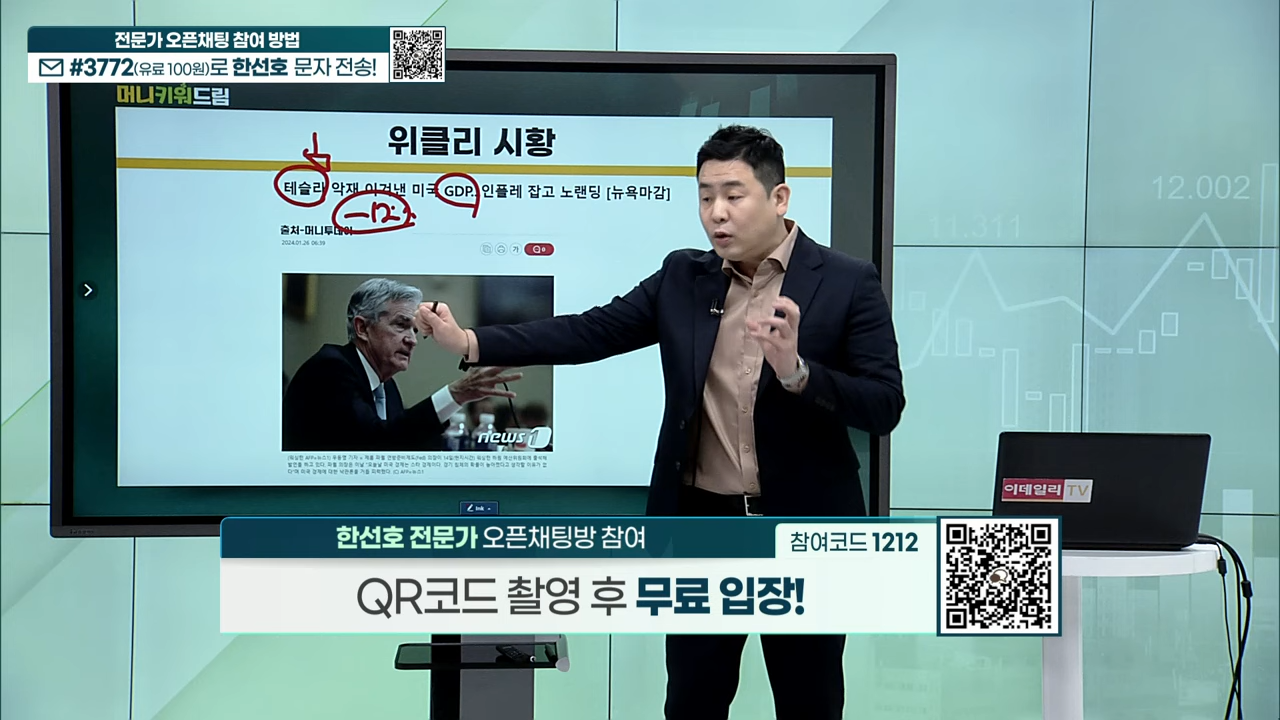 전문가 오픈채팅 참여 방법
#3772(유료 100원)로 한선호 문자 전송!
머니키워드림
위클리 시황
테슬라 악재 이겨낸 미국 GDP. 인플레 잡고 노랜딩 [뉴욕마감]
-12%
출처-머니투데이
2024.01.26 06:39
가
news1
12.002
11.311
Ink
이데일리 TV
한선호 전문가 오픈채팅방 참여
참여코드 1212
QR코드 촬영 후 무료 입장!